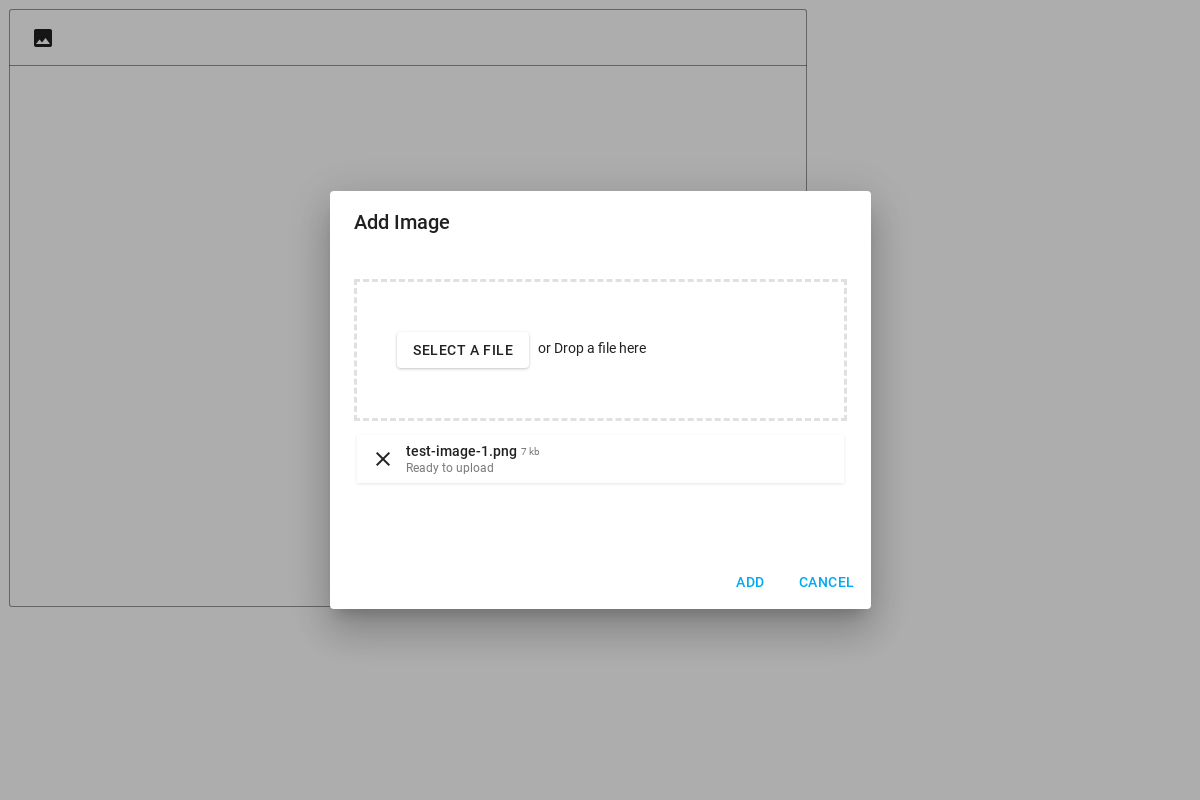 Add Image
SELECT A FILE or Drop a file here
test-image-1.png 7 kb
Ready to upload
ADD CANCEL